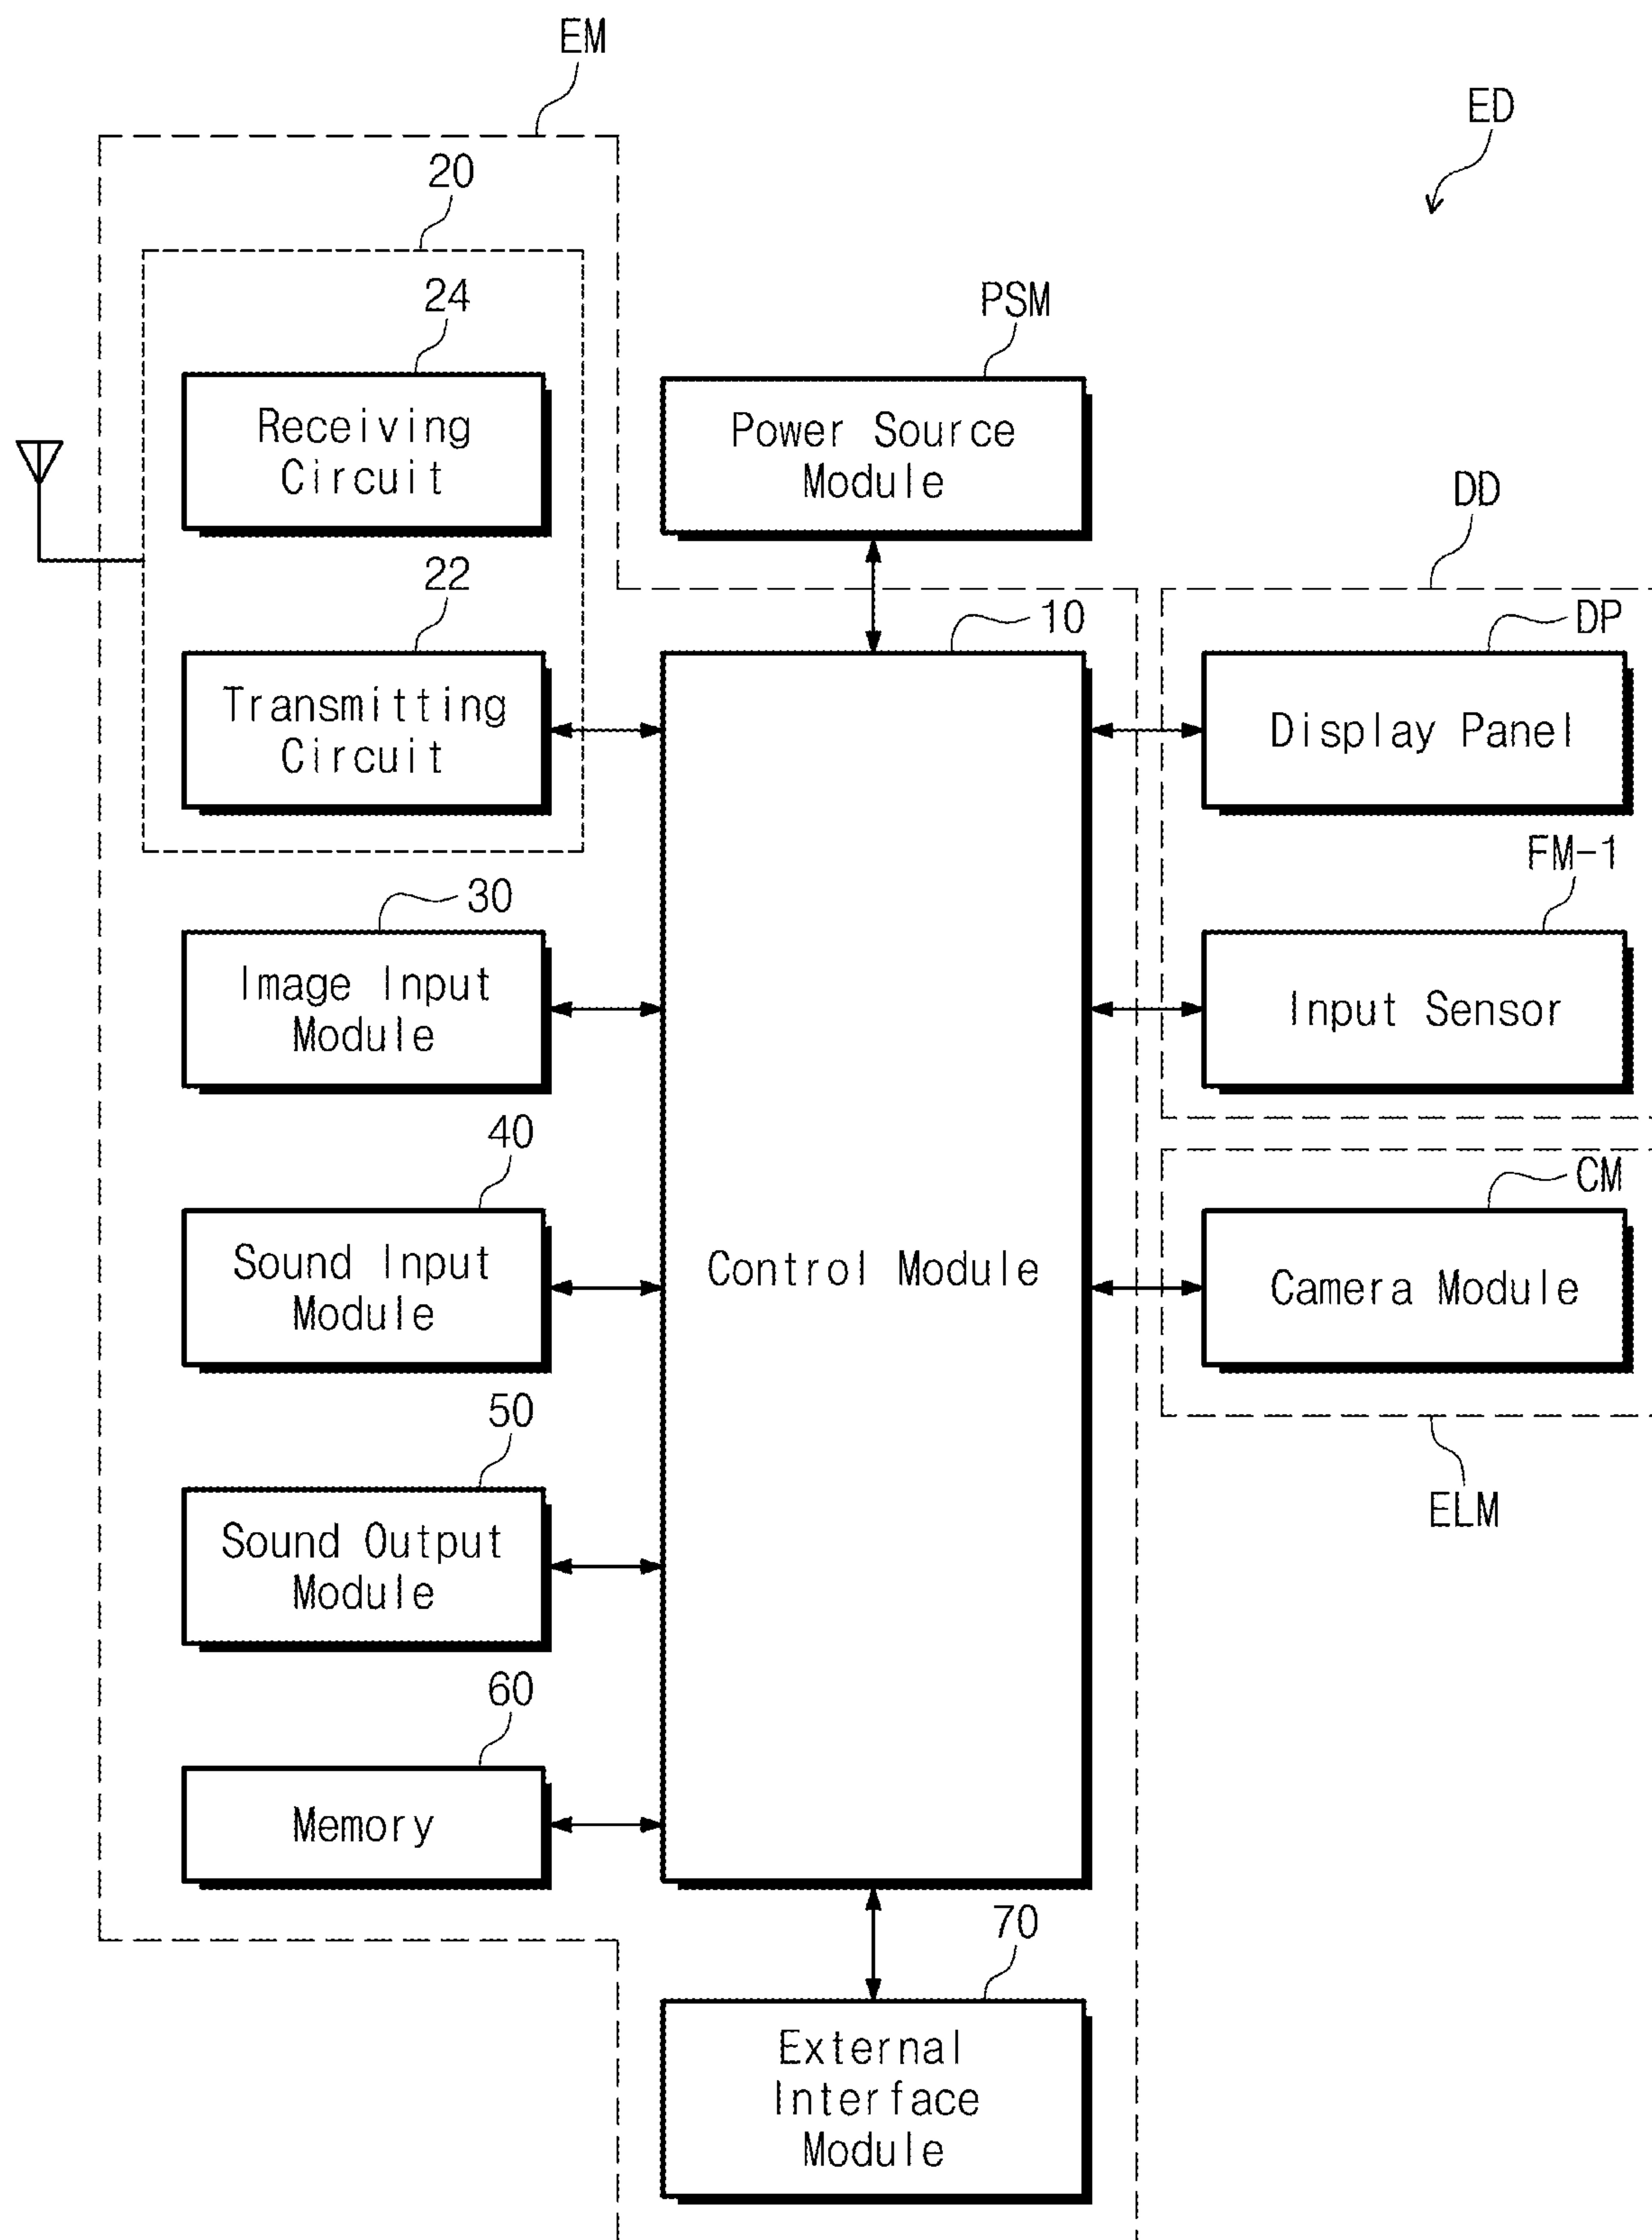 EM
ED
20
24
PSM
Receiving
Circuit
Power Source
Module
DD
22
10
DP
Transmitting
Circuit
Display Panel
FM-1
30
Image Input
Module
Input Sensor
40
CM
Sound Input
Module
Control Module
Camera Module
50
ELM
Sound Output
Module
60
Memory
70
External
Interface
Module